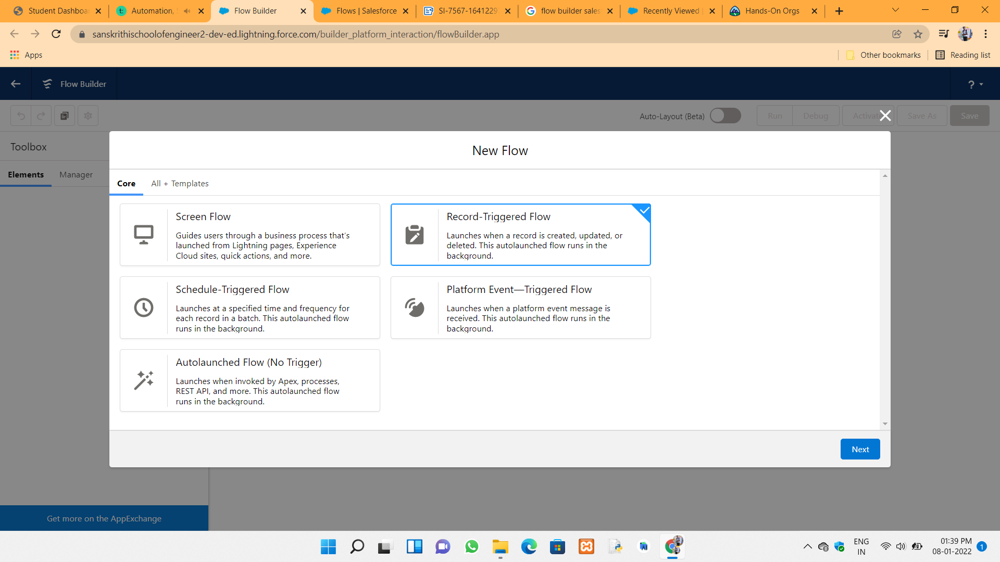 Student Dashboa
Automation, S
Flow Builder
Flows | Salesforce
SI-7567-1641229
flow builder sales
Recently Viewed |
Hands-On Orgs
sanskrithischoolofengineer2-dev-ed.lightning.force.com/builder_platform_interaction/flowBuilder.app
Apps
Other bookmarks
Reading list
Flow Builder
?
Auto-Layout (Beta)
Run
Debug
Activate
Save As
Save
Toolbox
Elements
Manager
New Flow
Core
All + Templates
Screen Flow
Guides users through a business process that's
launched from Lightning pages, Experience
Cloud sites, quick actions, and more.
Record-Triggered Flow
Launches when a record is created, updated, or
deleted. This autolaunched flow runs in the
background.
Schedule-Triggered Flow
Launches at a specified time and frequency for
each record in a batch. This autolaunched flow
runs in the background.
Platform Event—Triggered Flow
Launches when a platform event message is
received. This autolaunched flow runs in the
background.
Autolaunched Flow (No Trigger)
Launches when invoked by Apex, processes,
REST API, and more. This autolaunched flow
runs in the background.
Next
Get more on the AppExchange
ENG
IN
01:39 PM
08-01-2022
1